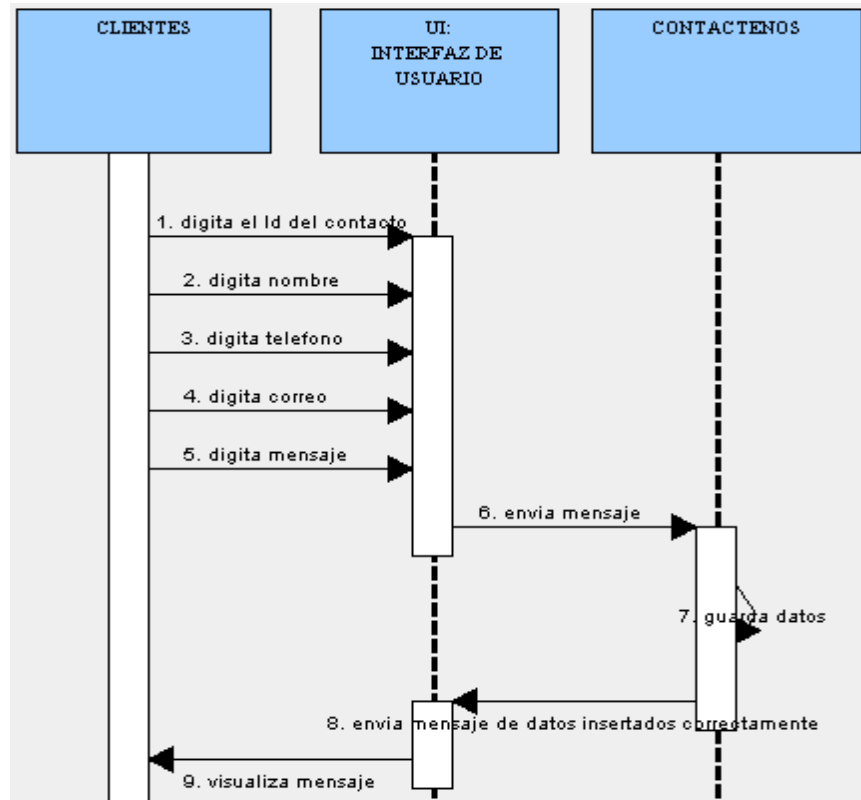 CLIENTES
UI:
INTERFAZ DE
USUARIO
CONTACTENOS
1. digita el Id del contacto
2. digita nombre
3. digita telefono
4. digita correo
5. digita mensaje
6. envia mensaje
7. guarda datos
8. envia mensaje de datos insertados correctamente
9. visualiza mensaje